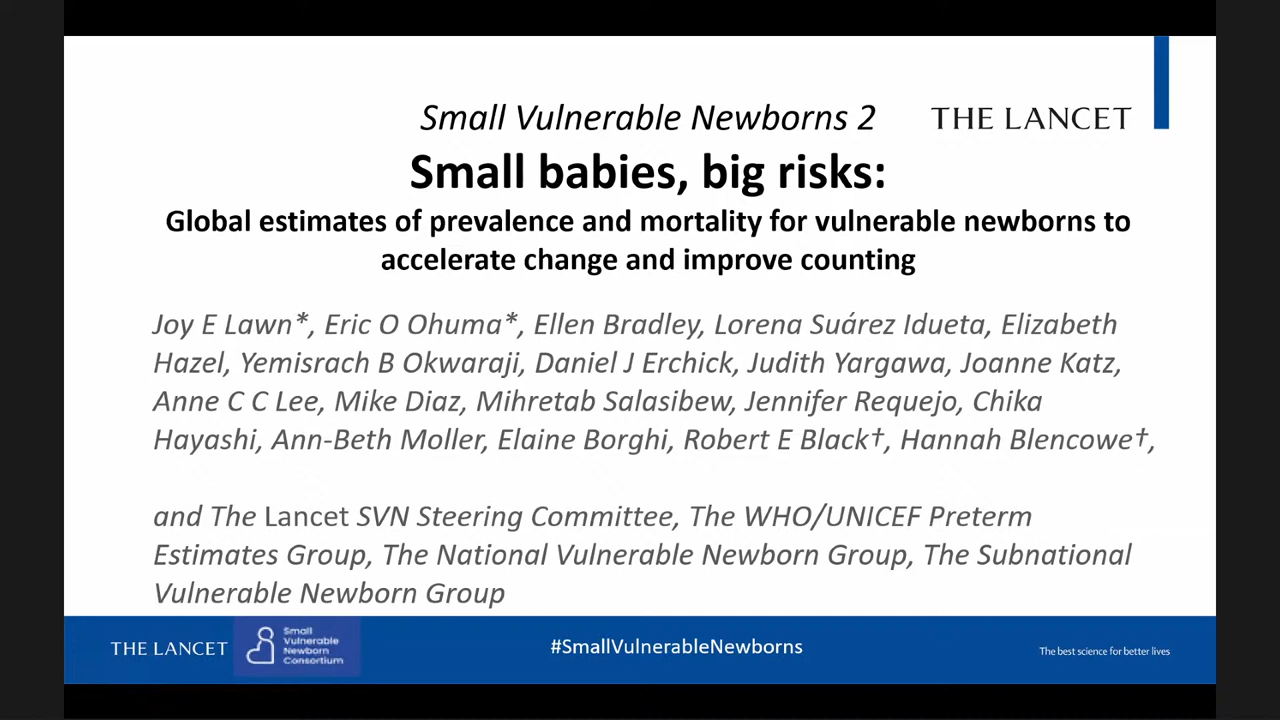 Small Vulnerable Newborns 2
THE LANCET
Small babies, big risks:
Global estimates of prevalence and mortality for vulnerable newborns to
accelerate change and improve counting
Joy E Lawn*, Eric O Ohuma*, Ellen Bradley, Lorena Suárez Idueta, Elizabeth
Hazel, Yemisrach B Okwaraji, Daniel J Erchick, Judith Yargawa, Joanne Katz,
Anne C C Lee, Mike Diaz, Mihretab Salasibew, Jennifer Requejo, Chika
Hayashi, Ann-Beth Moller, Elaine Borghi, Robert E Black†, Hannah Blencowe†,
and The Lancet SVN Steering Committee, The WHO/UNICEF Preterm
Estimates Group, The National Vulnerable Newborn Group, The Subnational
Vulnerable Newborn Group
THE LANCET
Small
Vulnerable
Newborn
Consortium
#SmallVulnerableNewborns
The best science for better lives